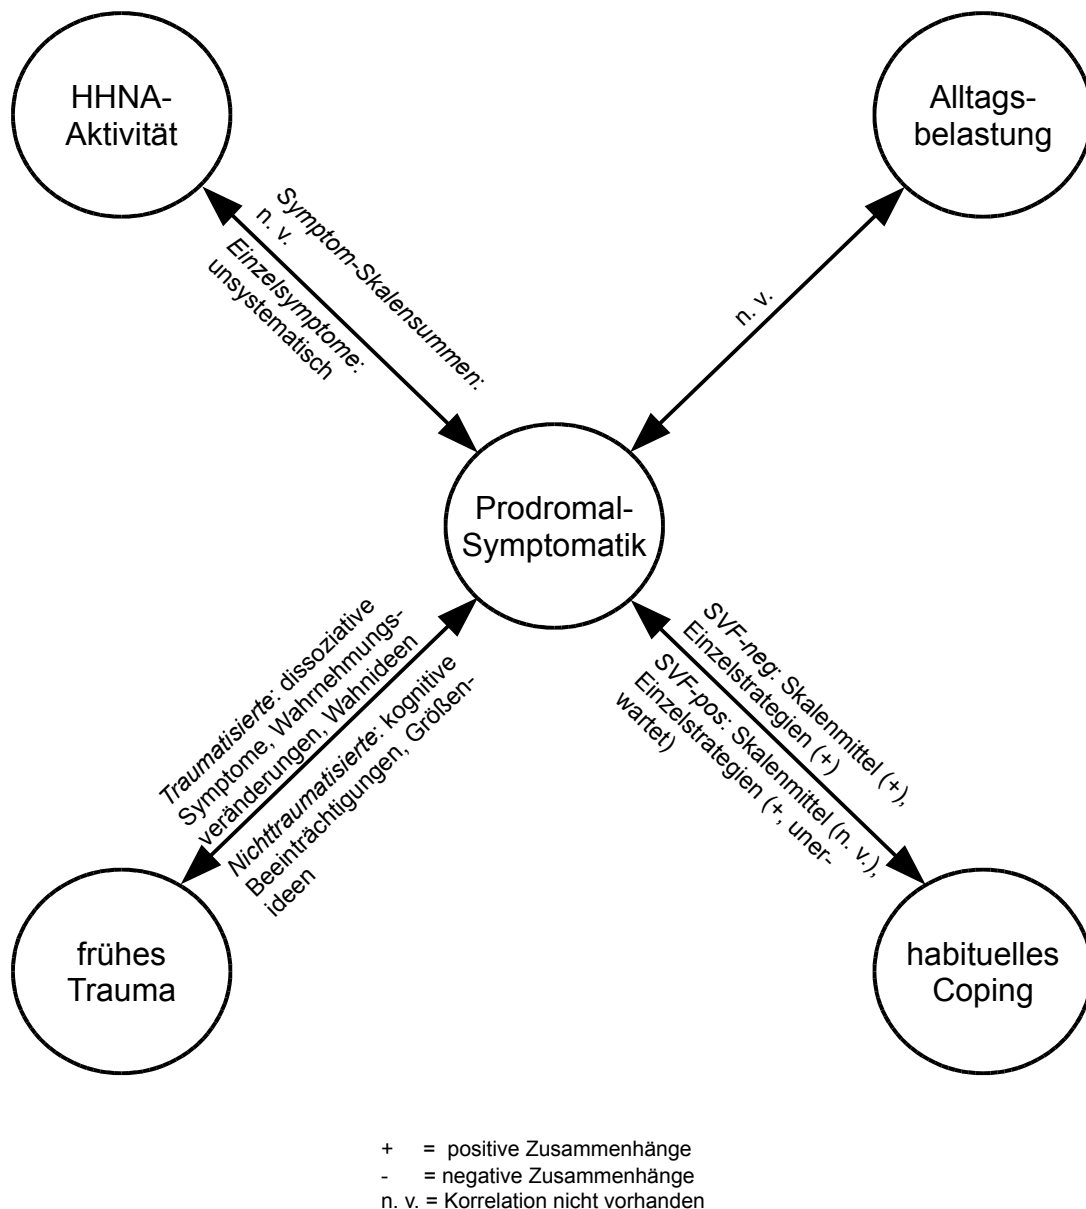 HHNA-
Aktivität
Alltags-
belastung
Symptom-Skalensummen:
n. v.
Einzelsymptome:
unsystematisch
n. v.
Prodromal-
Symptomatik
Traumatisierte: dissoziative
Symptome, Wahrnehmungs-
veränderungen, Wahnideen
Nichttraumatisierte: kognitive
Beeinträchtigungen, Größen-
ideen
SVF-neg: Skalenmittel (+),
Einzelstrategien (+)
SVF-pos: Skalenmittel (n. v.),
Einzelstrategien (+, uner-
wartet)
frühes
Trauma
habituelles
Coping
+ = positive Zusammenhänge
- = negative Zusammenhänge
n. v. = Korrelation nicht vorhanden